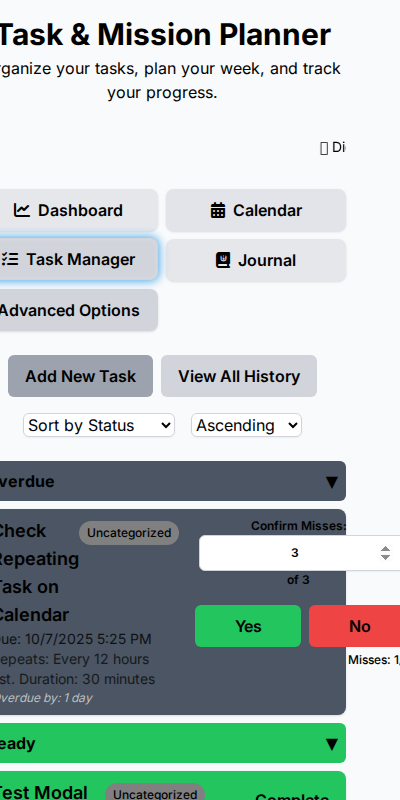 Task & Mission Planner
rganize your tasks, plan your week, and track
your progress.
Di
Dashboard
Calendar
Task Manager
Journal
Advanced Options
Add New Task
View All History
Sort by Status
Ascending
verdue
▼
Check
Repeating
Task on
Calendar
Uncategorized
Confirm Misses:
3
of 3
Yes
No
Due: 10/7/2025 5:25 PM
epeats: Every 12 hours
st. Duration: 30 minutes
Overdue by: 1 day
Misses: 1/
eady
▼
Test Modal
Uncategorized
Complete